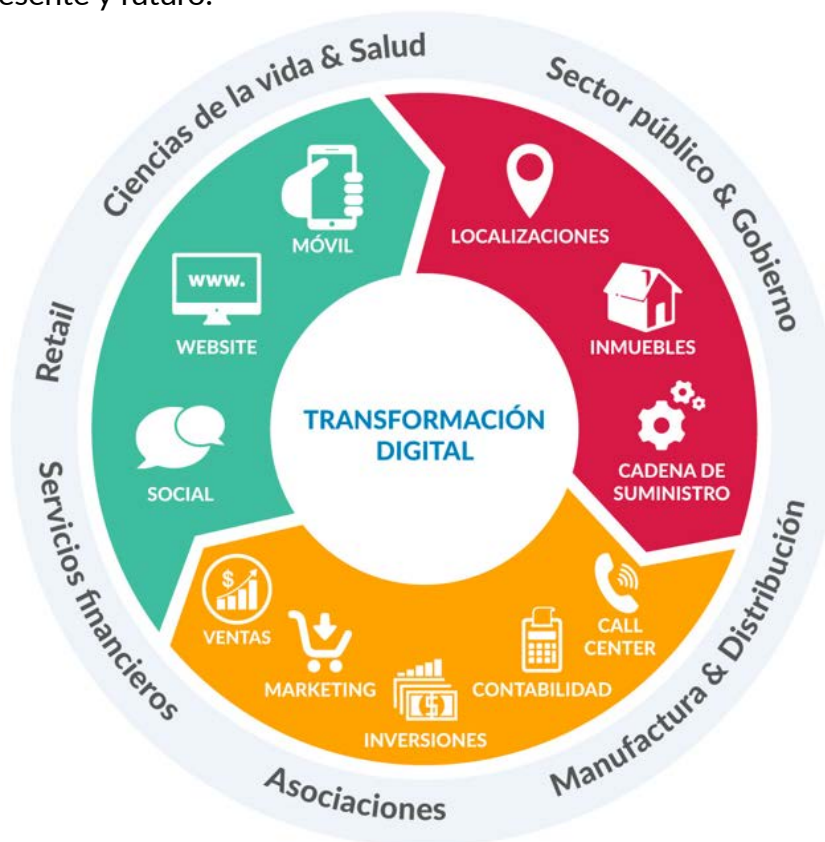 y futuro.
Ciencias de la vida & Salud
Sector público & Gobierno
Retail
Servicios financieros
Asociaciones
Manufactura & Distribución
MÓVIL
www.
WEBSITE
SOCIAL
LOCALIZACIONES
INMUEBLES
CADENA DE
SUMINISTRO
TRANSFORMACIÓN
DIGITAL
$
VENTAS
MARKETING
$
INVERSIONES
CONTABILIDAD
CALL
CENTER